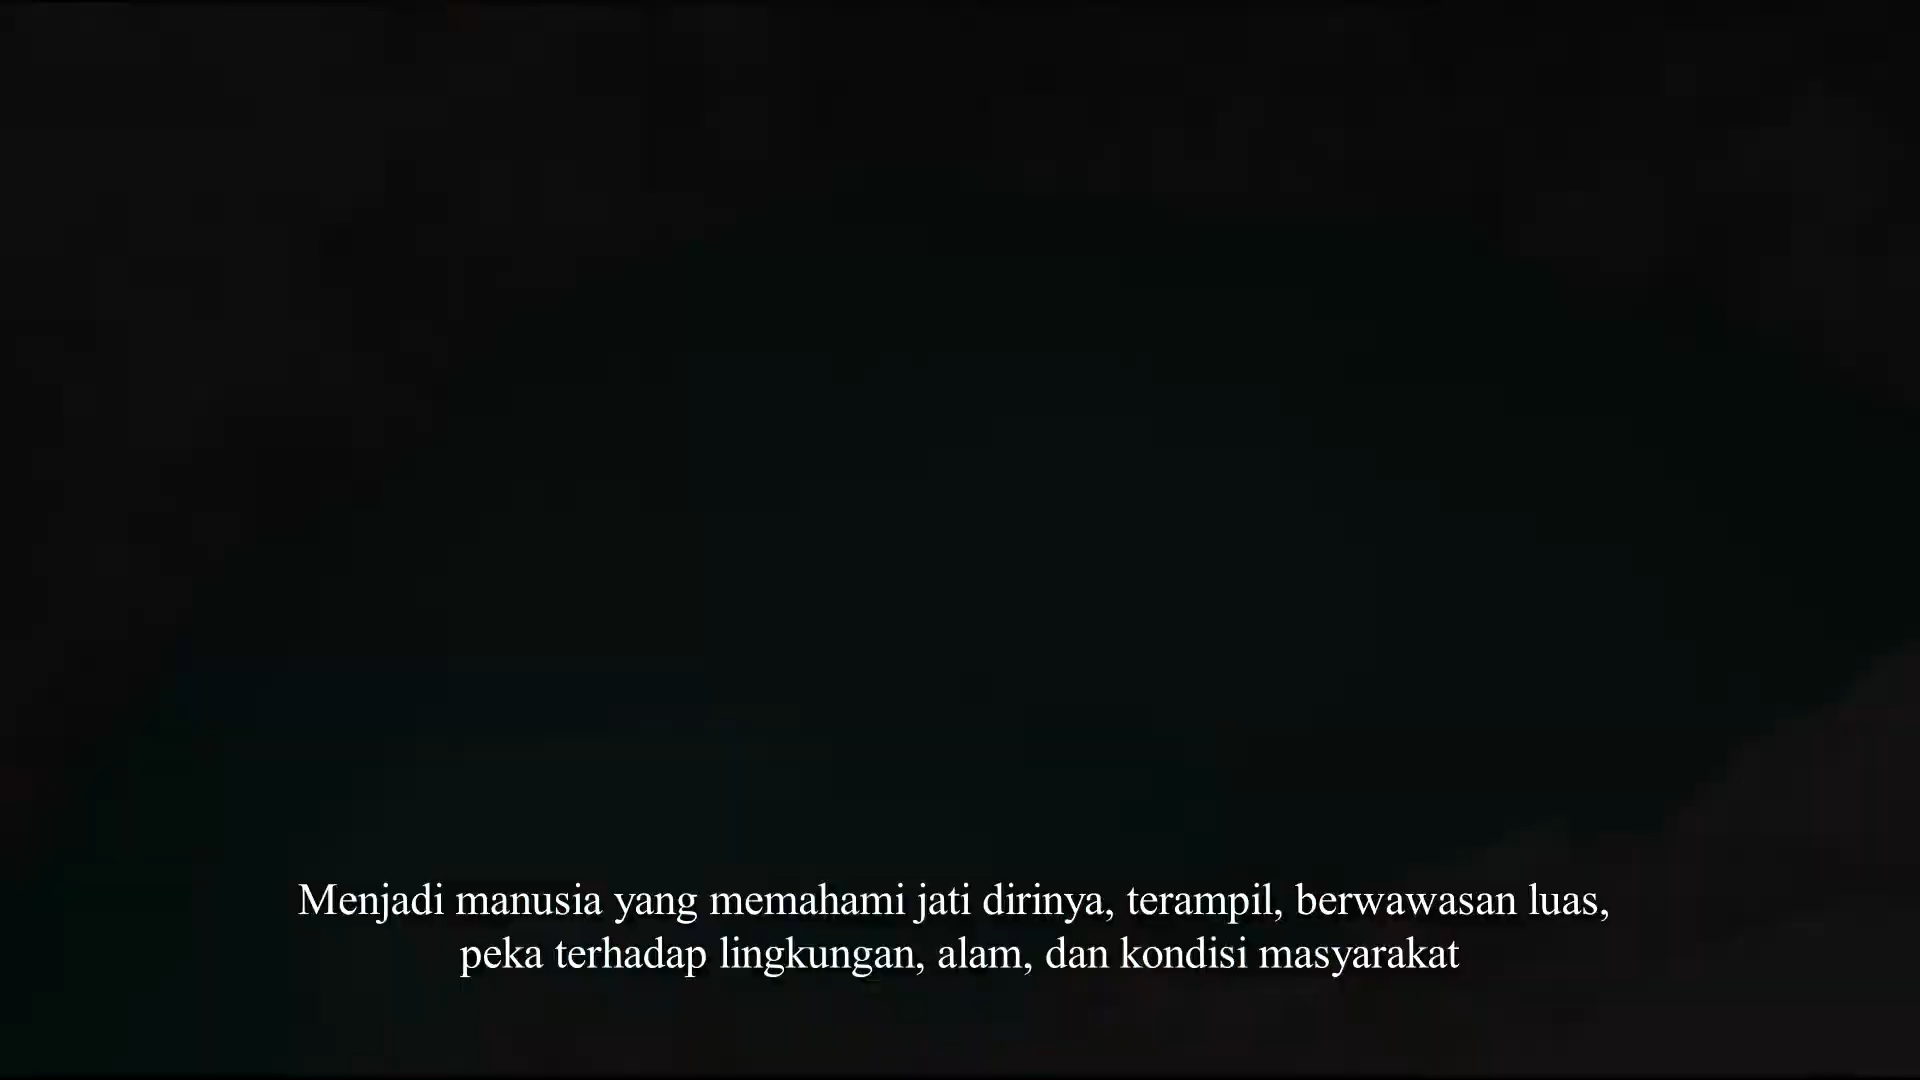 Menjadi manusia yang memahami jati dirinya, terampil, berwawasan luas,
peka terhadap lingkungan, alam, dan kondisi masyarakat